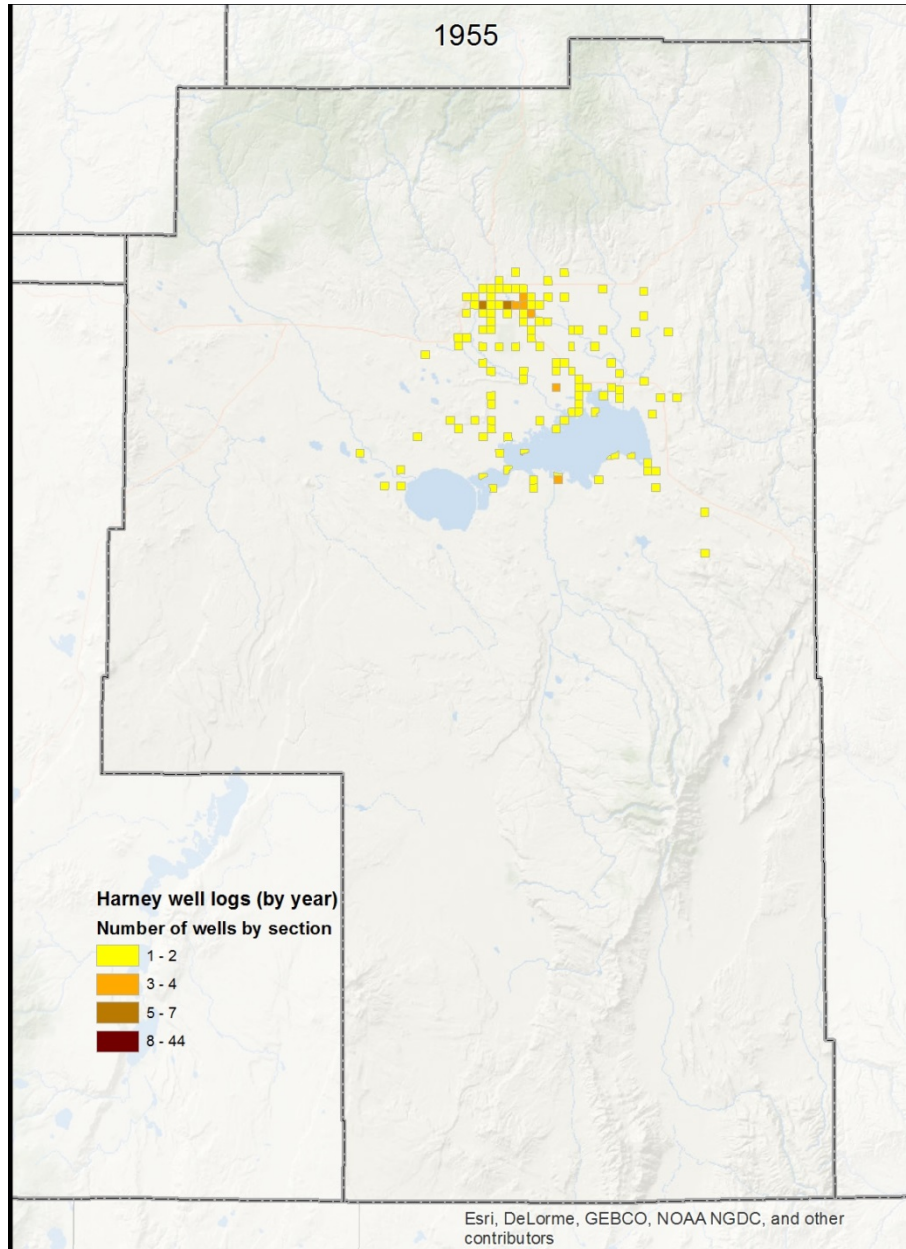 1955
Harney well logs (by year)
Number of wells by section
1 - 2
3 - 4
5 - 7
8 - 44
Esri, DeLorme, GEBCO, NOAA NGDC, and other
contributors